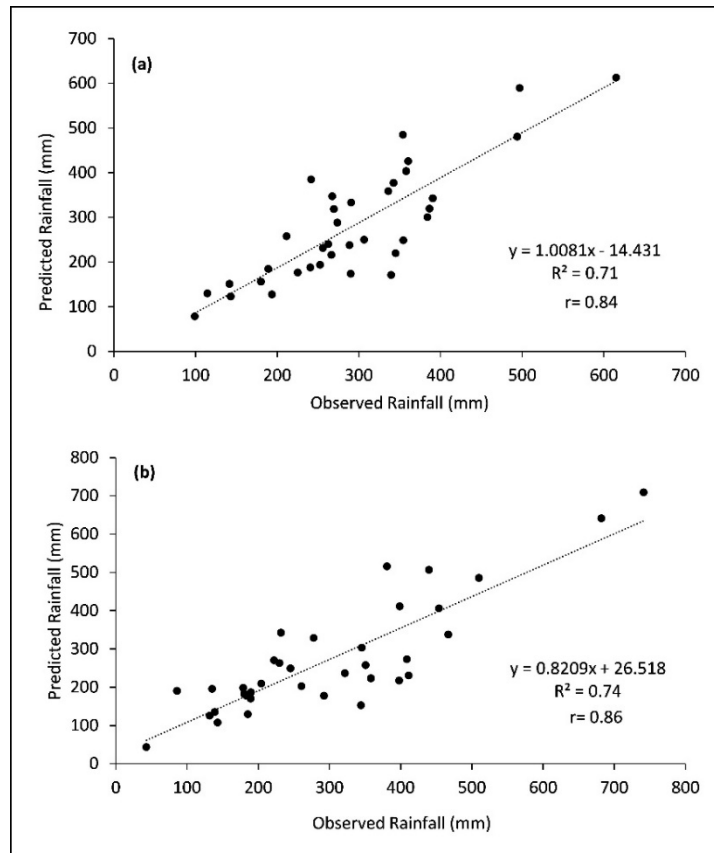 (a)
Predicted Rainfall (mm)
700
600
500
400
300
200
100
0
y = 1.0081x - 14.431
R² = 0.71
r= 0.84
0 100 200 300 400 500 600 700
Observed Rainfall (mm)
(b)
Predicted Rainfall (mm)
800
700
600
500
400
300
200
100
0
y = 0.8209x + 26.518
R² = 0.74
r= 0.86
0 100 200 300 400 500 600 700 800
Observed Rainfall (mm)